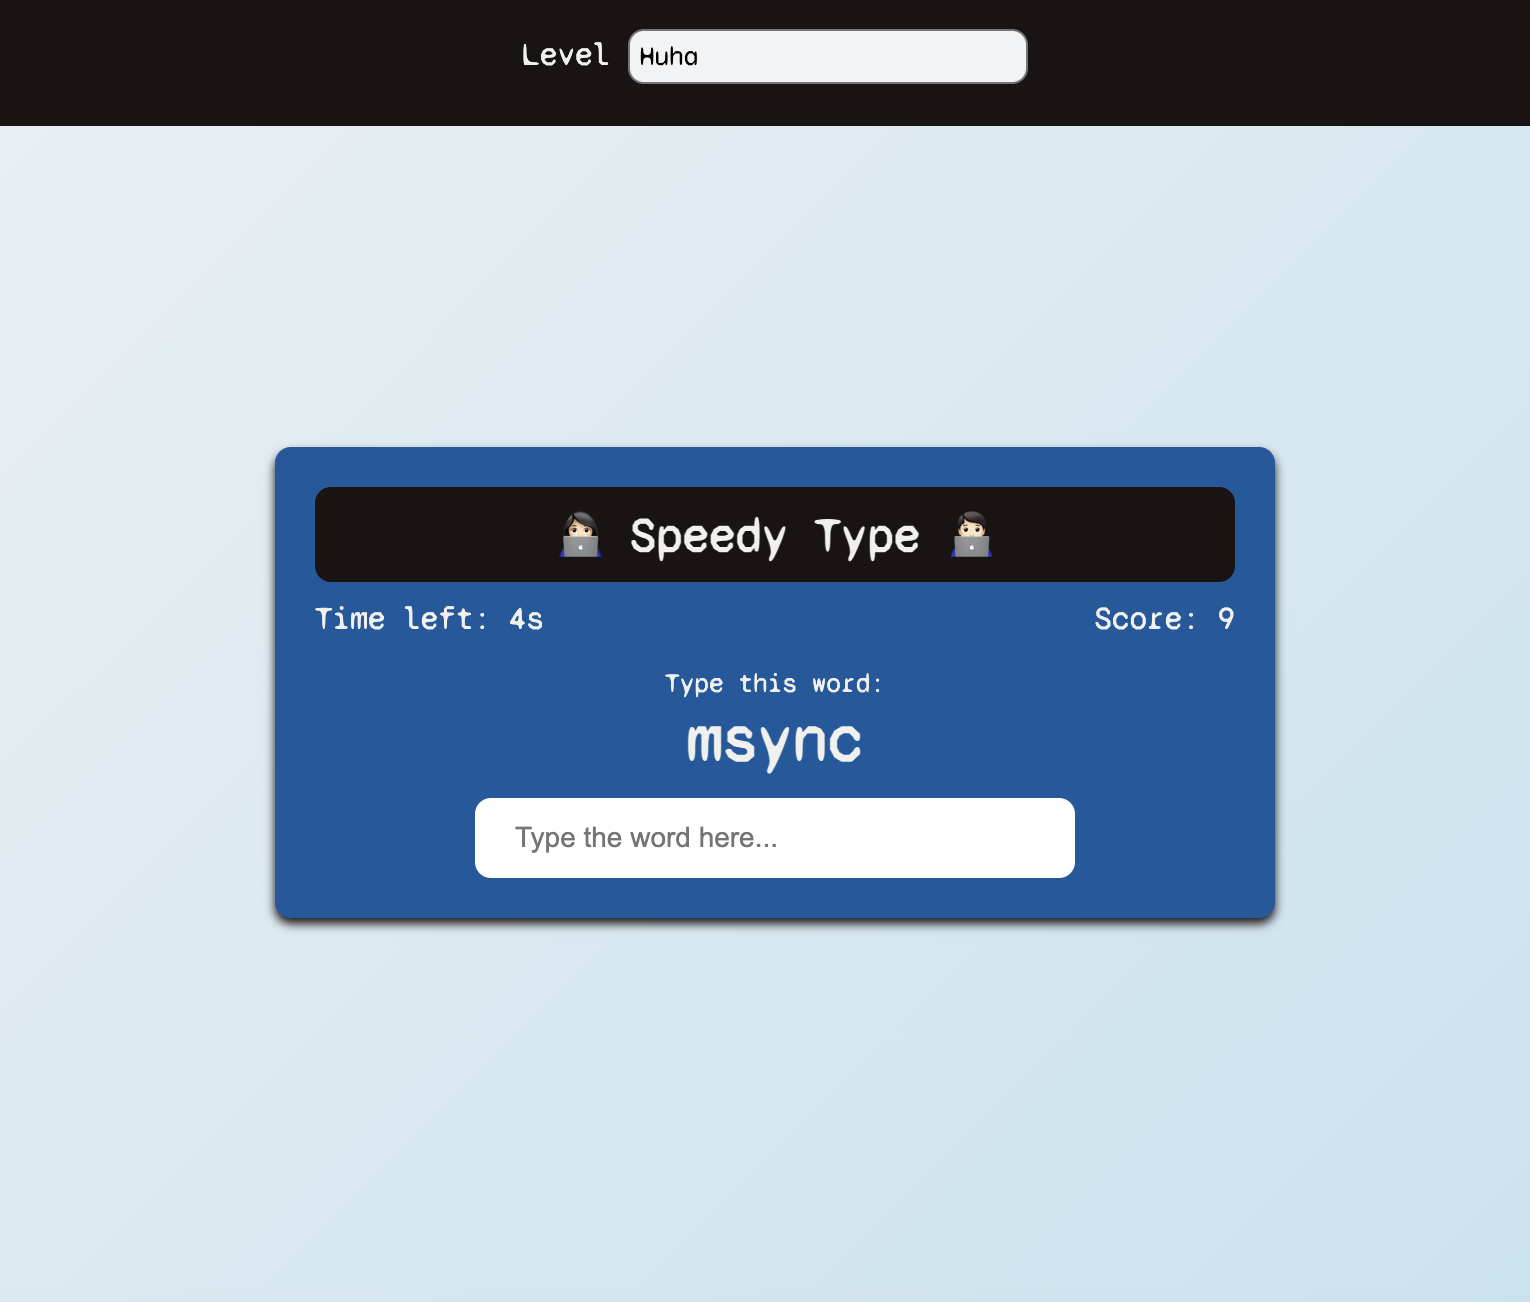 Level Huha
Speedy Type
Time left: 4s Score: 9
Type this word:
msync
Type the word here...